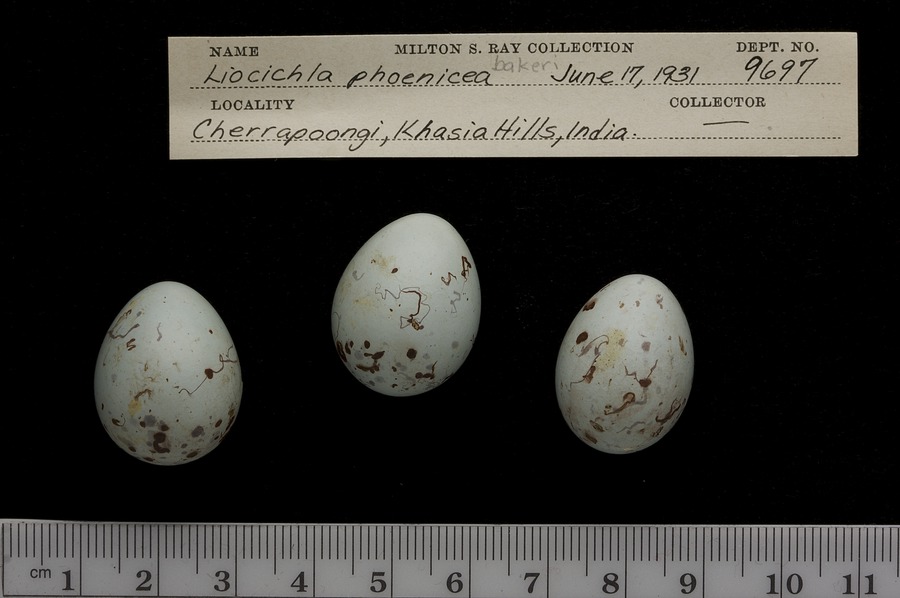 NAME MILTON S. RAY COLLECTION DEPT. NO.
Liocichla phoenicea bakeri June 17, 1931 9697
LOCALITY COLLECTOR
Cherrapoongi, Khasia Hills, India. —
cm 1 2 3 4 5 6 7 8 9 10 11